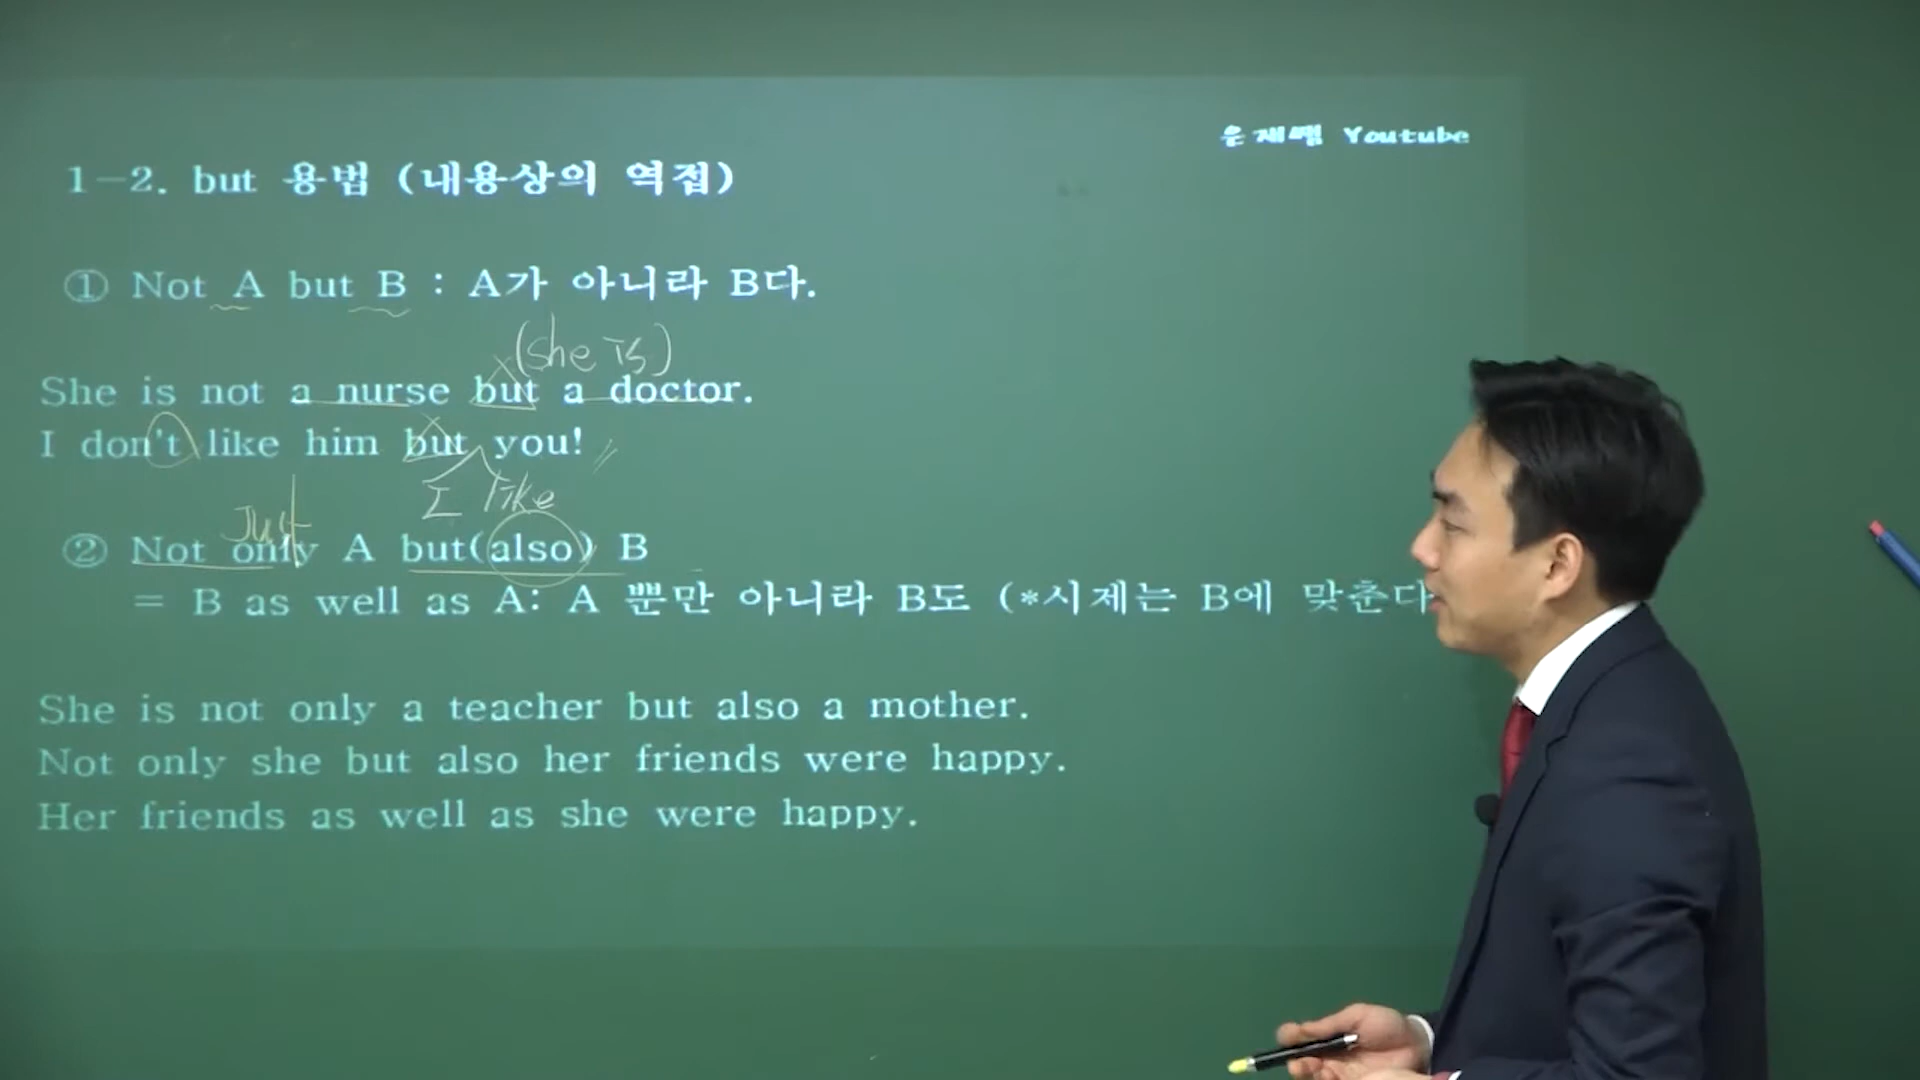 은재쌤 Youtube
1-2. but 용법 (내용상의 역접)
① Not A but B : A가 아니라 B다.
(she is)
She is not a nurse but a doctor.
I don't like him but you!
I like
Just
② Not only A but(also) B
= B as well as A: A 뿐만 아니라 B도 (*시제는 B에 맞춘다
She is not only a teacher but also a mother.
Not only she but also her friends were happy.
Her friends as well as she were happy.